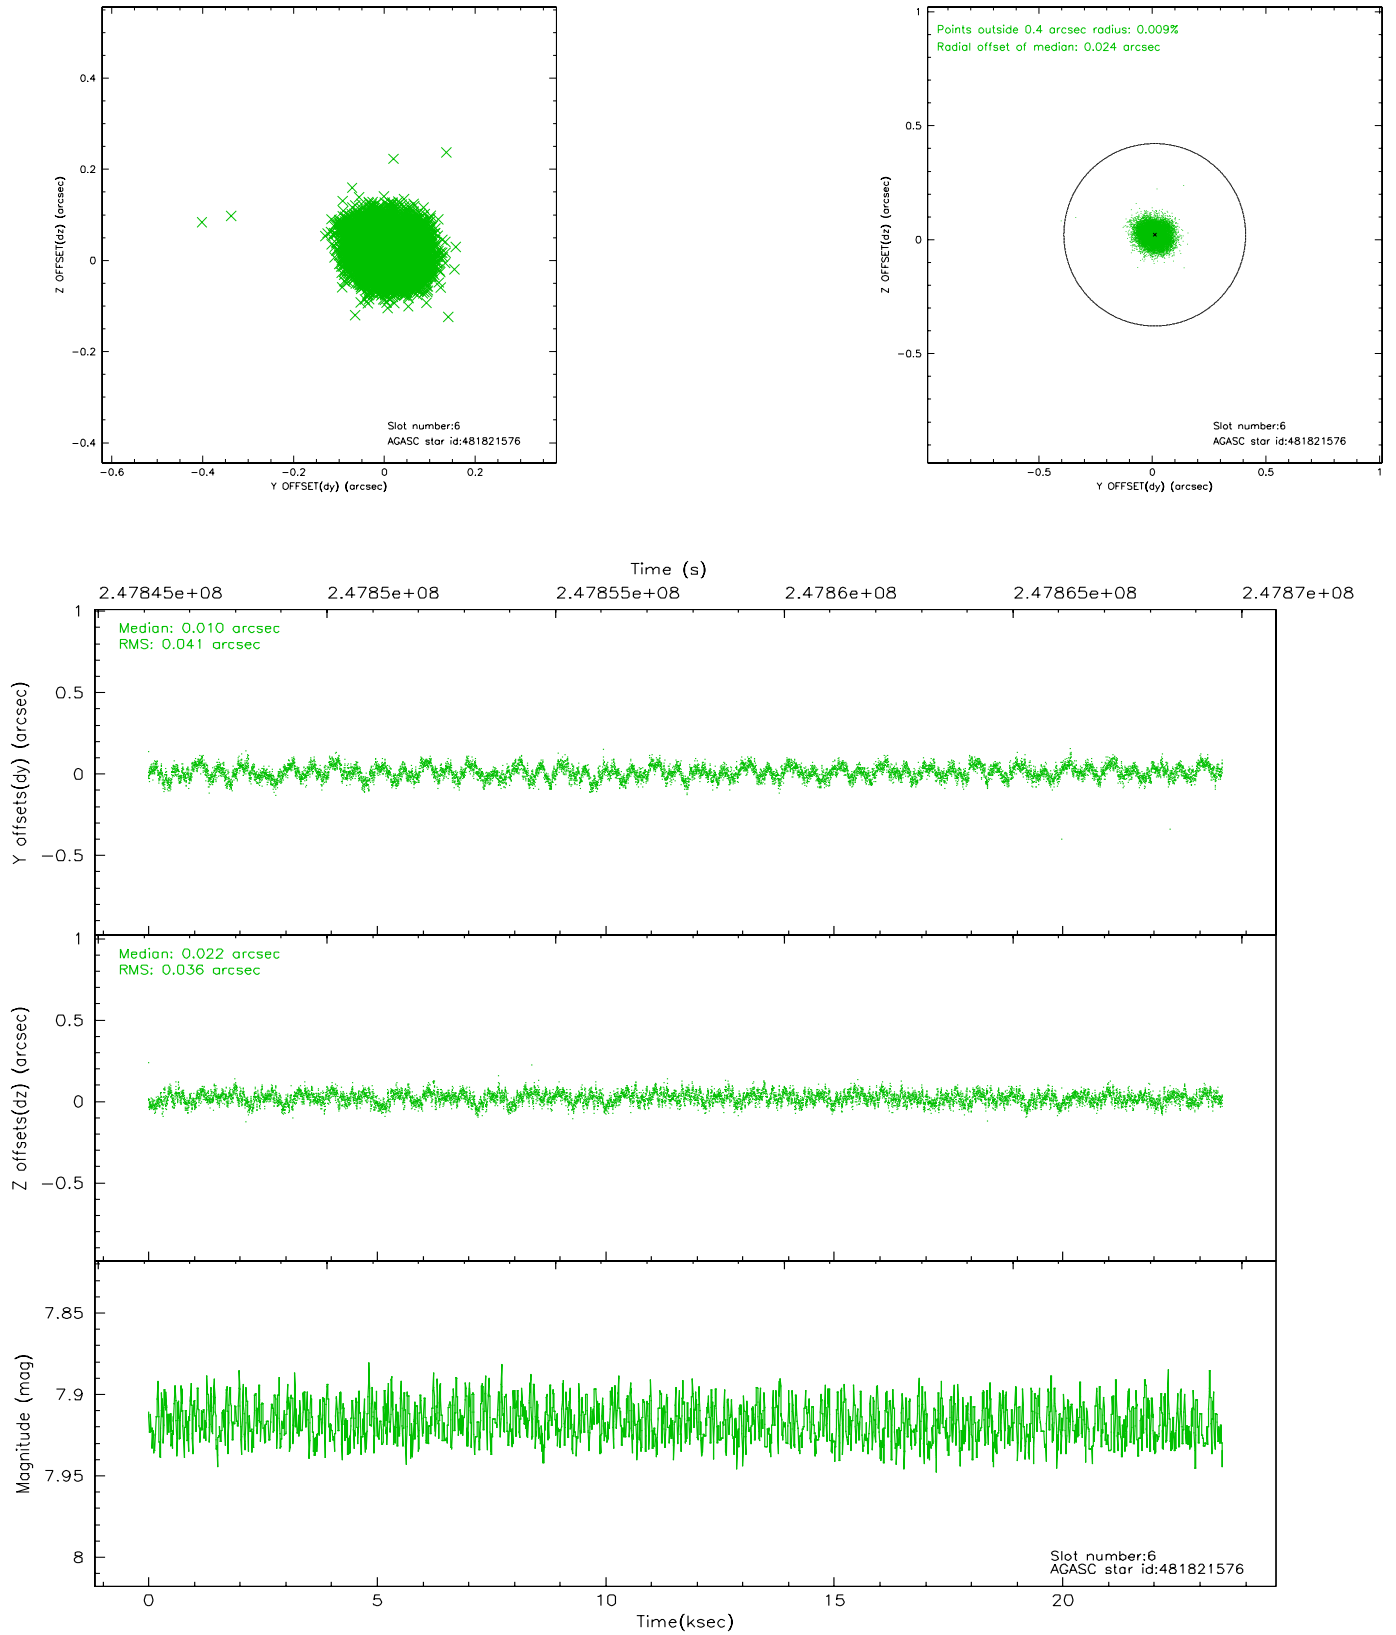 0.4
0.2
0
-0.2
-0.4
Z OFFSET(dz) (arcsec)
-0.6 -0.4 -0.2 0 0.2
Y OFFSET(dy) (arcsec)
Slot number:6
AGASC star id:481821576
Points outside 0.4 arcsec radius: 0.009%
Radial offset of median: 0.024 arcsec
1
0.5
0
-0.5
Z OFFSET(dz) (arcsec)
-0.5 0 0.5 1
Y OFFSET(dy) (arcsec)
Slot number:6
AGASC star id:481821576
Time (s)
2.47845e+08 2.4785e+08 2.47855e+08 2.4786e+08 2.47865e+08 2.4787e+08
Median: 0.010 arcsec
RMS: 0.041 arcsec
1
0.5
0
-0.5
Y offsets(dy) (arcsec)
Median: 0.022 arcsec
RMS: 0.036 arcsec
1
0.5
0
-0.5
Z offsets(dz) (arcsec)
7.85
7.9
7.95
8
Magnitude (mag)
Slot number:6
AGASC star id:481821576
0 5 10 15 20
Time(ksec)